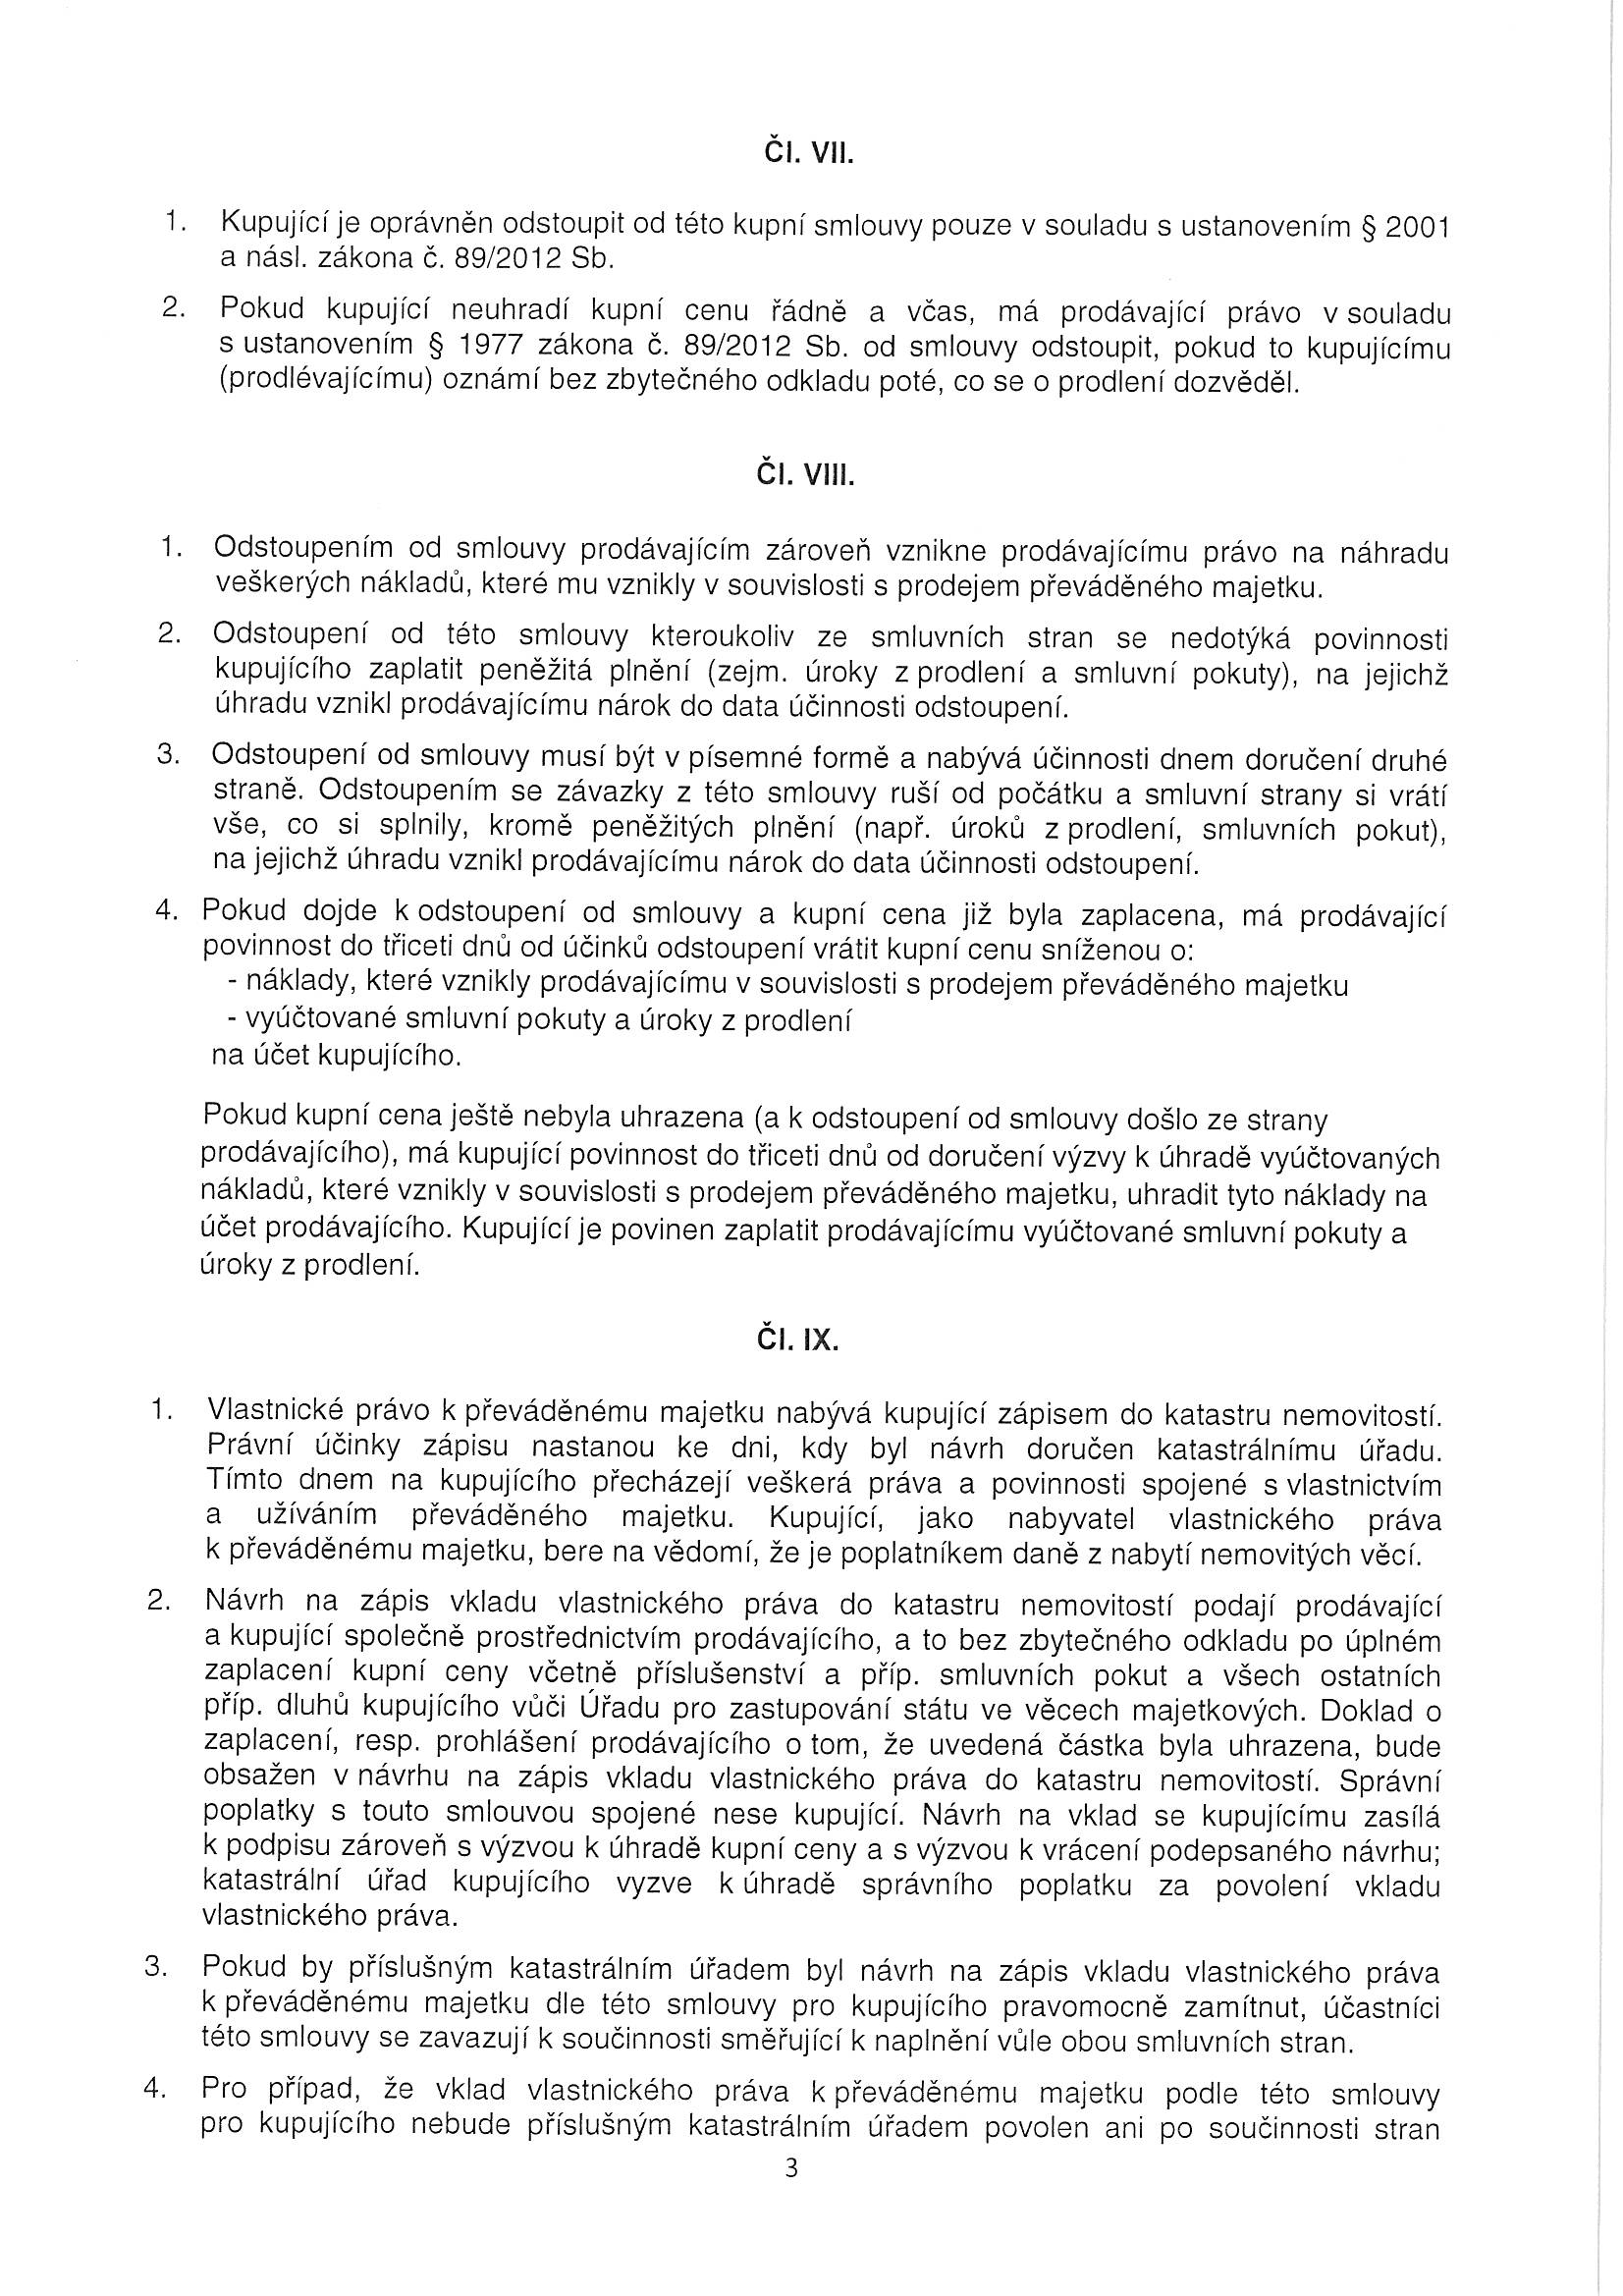 Čl. VII.
1. Kupující je oprávněn odstoupit od této kupní smlouvy pouze v souladu s ustanovením § 2001
a násl. zákona č. 89/2012 Sb.
2. Pokud kupující neuhradí kupní cenu řádně a včas, má prodávající právo v souladu
s ustanovením § 1977 zákona č. 89/2012 Sb. od smlouvy odstoupit, pokud to kupujícímu
(prodlévajícímu) oznámí bez zbytečného odkladu poté, co se o prodlení dozvěděl.
Čl. VIII.
1. Odstoupením od smlouvy prodávajícím zároveň vznikne prodávajícímu právo na náhradu
veškerých nákladů, které mu vznikly v souvislosti s prodejem převáděného majetku.
2. Odstoupení od této smlouvy kteroukoliv ze smluvních stran se nedotýká povinnosti
kupujícího zaplatit peněžitá plnění (zejm. úroky z prodlení a smluvní pokuty), na jejichž
úhradu vznikl prodávajícímu nárok do data účinnosti odstoupení.
3. Odstoupení od smlouvy musí být v písemné formě a nabývá účinnosti dnem doručení druhé
straně. Odstoupením se závazky z této smlouvy ruší od počátku a smluvní strany si vrátí
vše, co si splnily, kromě peněžitých plnění (např. úroků z prodlení, smluvních pokut),
na jejichž úhradu vznikl prodávajícímu nárok do data účinnosti odstoupení.
4. Pokud dojde k odstoupení od smlouvy a kupní cena již byla zaplacena, má prodávající
povinnost do třiceti dnů od účinků odstoupení vrátit kupní cenu sníženou o:
- náklady, které vznikly prodávajícímu v souvislosti s prodejem převáděného majetku
- vyúčtované smluvní pokuty a úroky z prodlení
na účet kupujícího.
Pokud kupní cena ještě nebyla uhrazena (a k odstoupení od smlouvy došlo ze strany
prodávajícího), má kupující povinnost do třiceti dnů od doručení výzvy k úhradě vyúčtovaných
nákladů, které vznikly v souvislosti s prodejem převáděného majetku, uhradit tyto náklady na
účet prodávajícího. Kupující je povinen zaplatit prodávajícímu vyúčtované smluvní pokuty a
úroky z prodlení.
Čl. IX.
1. Vlastnické právo k převáděnému majetku nabývá kupující zápisem do katastru nemovitostí.
Právní účinky zápisu nastanou ke dni, kdy byl návrh doručen katastrálnímu úřadu.
Tímto dnem na kupujícího přecházejí veškerá práva a povinnosti spojené s vlastnictvím
a užíváním převáděného majetku. Kupující, jako nabyvatel vlastnického práva
k převáděnému majetku, bere na vědomí, že je poplatníkem daně z nabytí nemovitých věcí.
2. Návrh na zápis vkladu vlastnického práva do katastru nemovitostí podají prodávající
a kupující společně prostřednictvím prodávajícího, a to bez zbytečného odkladu po úplném
zaplacení kupní ceny včetně příslušenství a příp. smluvních pokut a všech ostatních
příp. dluhů kupujícího vůči Úřadu pro zastupování státu ve věcech majetkových. Doklad o
zaplacení, resp. prohlášení prodávajícího o tom, že uvedená částka byla uhrazena, bude
obsažen v návrhu na zápis vkladu vlastnického práva do katastru nemovitostí. Správní
poplatky s touto smlouvou spojené nese kupující. Návrh na vklad se kupujícímu zasílá
k podpisu zároveň s výzvou k úhradě kupní ceny a s výzvou k vrácení podepsaného návrhu;
katastrální úřad kupujícího vyzve k úhradě správního poplatku za povolení vkladu
vlastnického práva.
3. Pokud by příslušným katastrálním úřadem byl návrh na zápis vkladu vlastnického práva
k převáděnému majetku dle této smlouvy pro kupujícího pravomocně zamítnut, účastníci
této smlouvy se zavazují k součinnosti směřující k naplnění vůle obou smluvních stran.
4. Pro případ, že vklad vlastnického práva k převáděnému majetku podle této smlouvy
pro kupujícího nebude příslušným katastrálním úřadem povolen ani po součinnosti stran
3